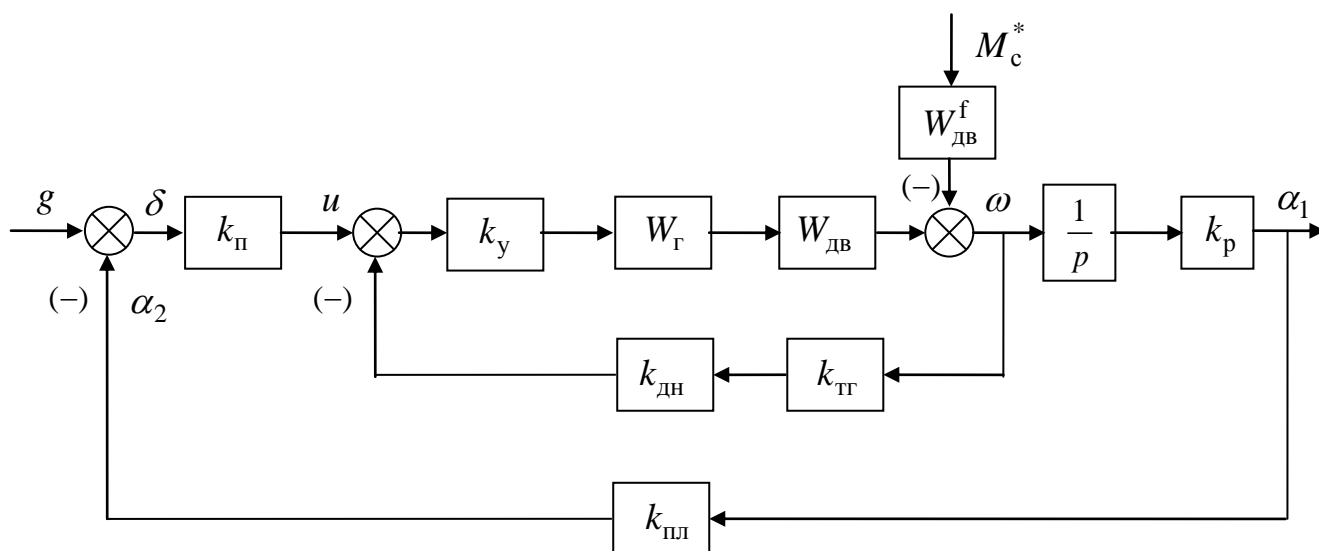 M_c^*
W_дв^f
(−)
g
δ
k_п
u
k_у
W_г
W_дв
ω
1/p
k_р
α_1
(−)
α_2
(−)
k_дн
k_тг
k_пл